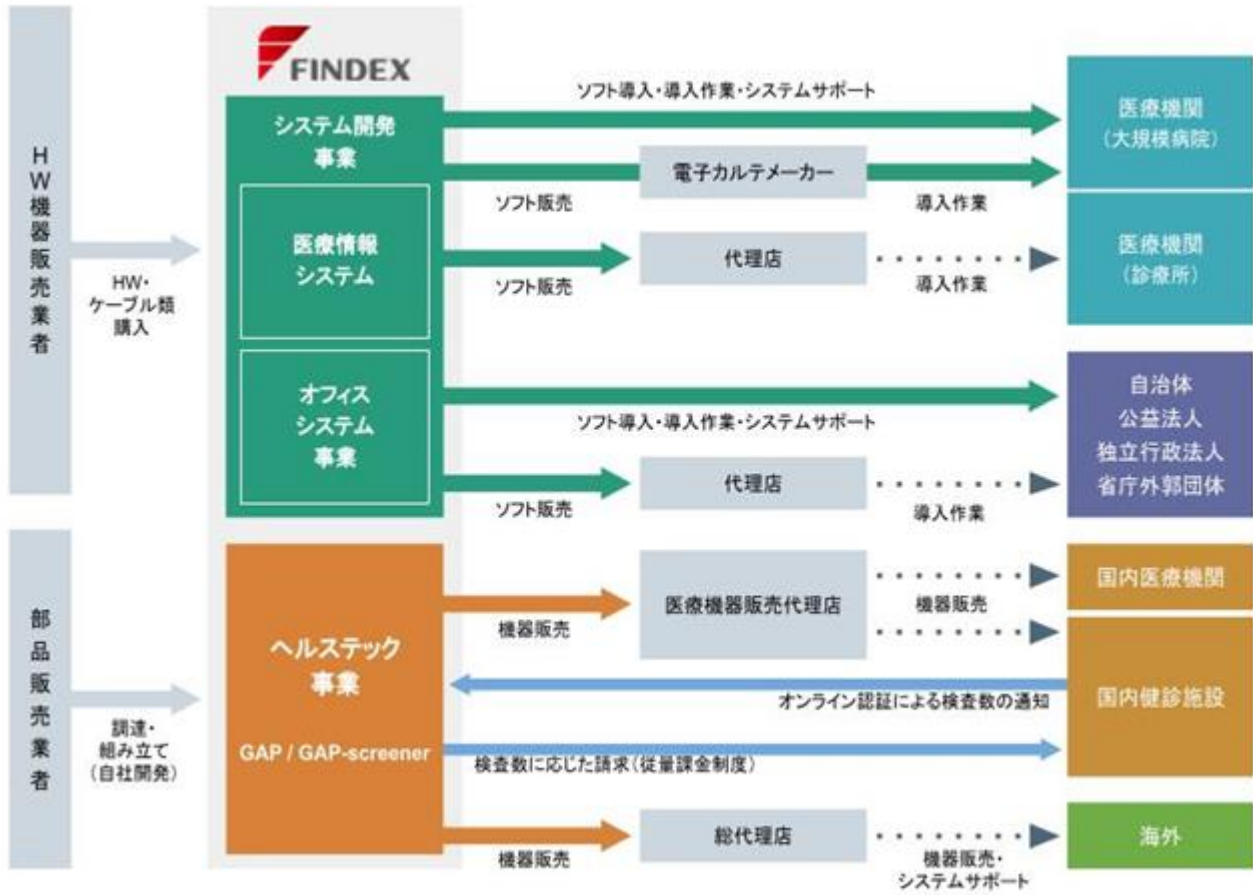 FINDEX
HW機器販売業者
HW・
ケーブル類
購入
システム開発
事業
医療情報
システム
オフィス
システム
事業
ソフト導入・導入作業・システムサポート
電子カルテメーカー
ソフト販売
導入作業
代理店
ソフト販売
導入作業
医療機関
(大規模病院)
医療機関
(診療所)
ソフト導入・導入作業・システムサポート
代理店
ソフト販売
導入作業
自治体
公益法人
独立行政法人
省庁外郭団体
部品販売業者
調達・
組み立て
(自社開発)
ヘルステック
事業
GAP / GAP-screener
機器販売
医療機器販売代理店
機器販売
国内医療機関
オンライン認証による検査数の通知
国内健診施設
検査数に応じた請求(従量課金制度)
機器販売
総代理店
機器販売・
システムサポート
海外